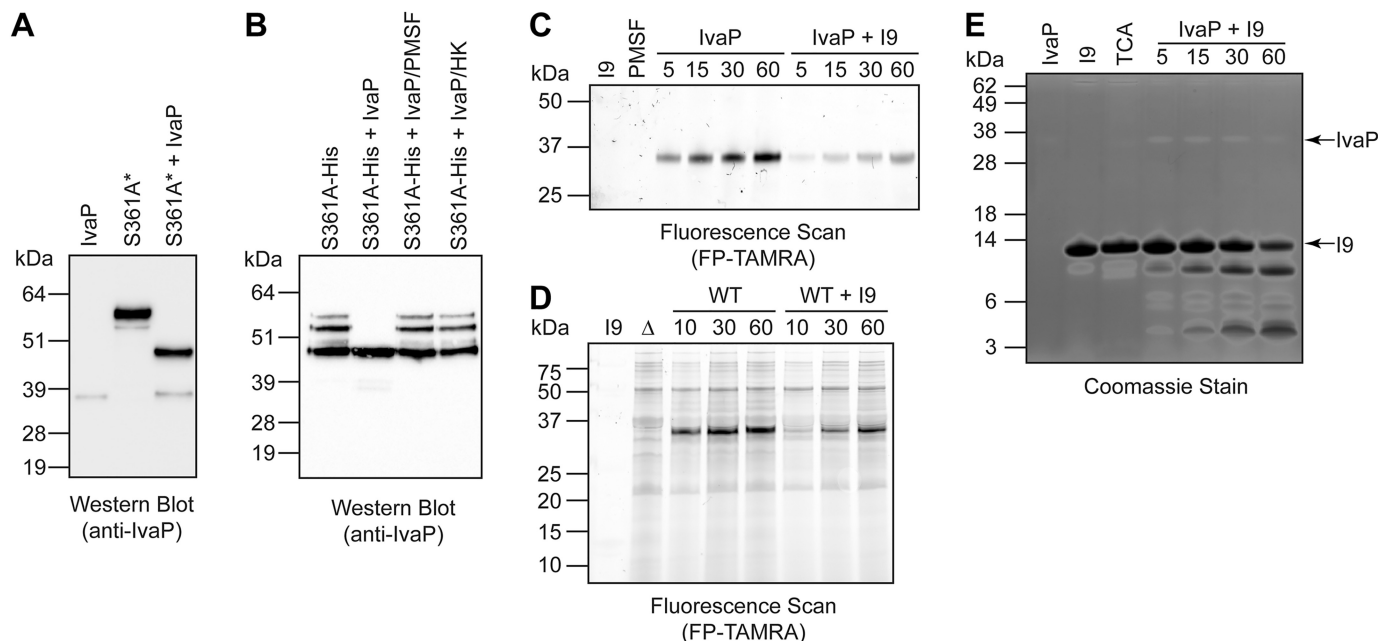 A
IvaP
S361A*
S361A* + IvaP
kDa
64
51
39
28
19
Western Blot
(anti-IvaP)
B
S361A-His
S361A-His + IvaP
S361A-His + IvaP/PMSF
S361A-His + IvaP/HK
kDa
64
51
39
28
19
Western Blot
(anti-IvaP)
C
I9
PMSF
IvaP
IvaP + I9
kDa
5 15 30 60 5 15 30 60
50
37
25
Fluorescence Scan
(FP-TAMRA)
D
WT
WT + I9
kDa
I9 Δ 10 30 60 10 30 60
75
50
37
25
20
15
10
Fluorescence Scan
(FP-TAMRA)
E
IvaP
I9
TCA
IvaP + I9
kDa
5 15 30 60
62
49
38
28
18
14
6
3
IvaP
I9
Coomassie Stain